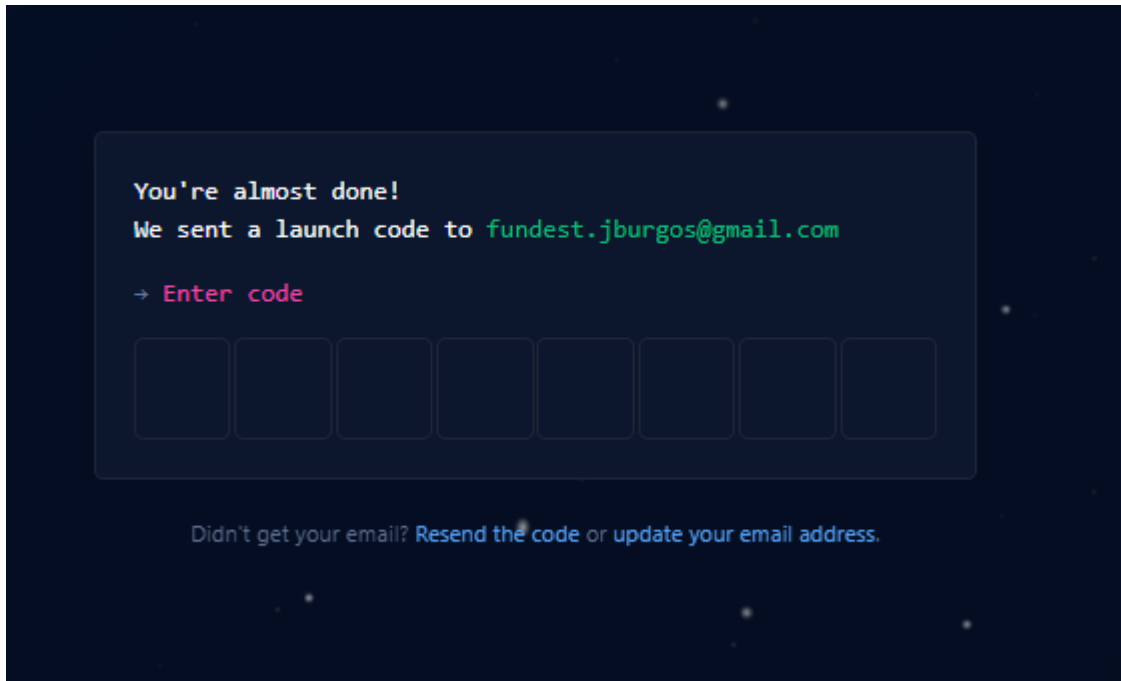 You're almost done!
We sent a launch code to fundest.jburgos@gmail.com
→ Enter code
Didn't get your email? Resend the code or update your email address.